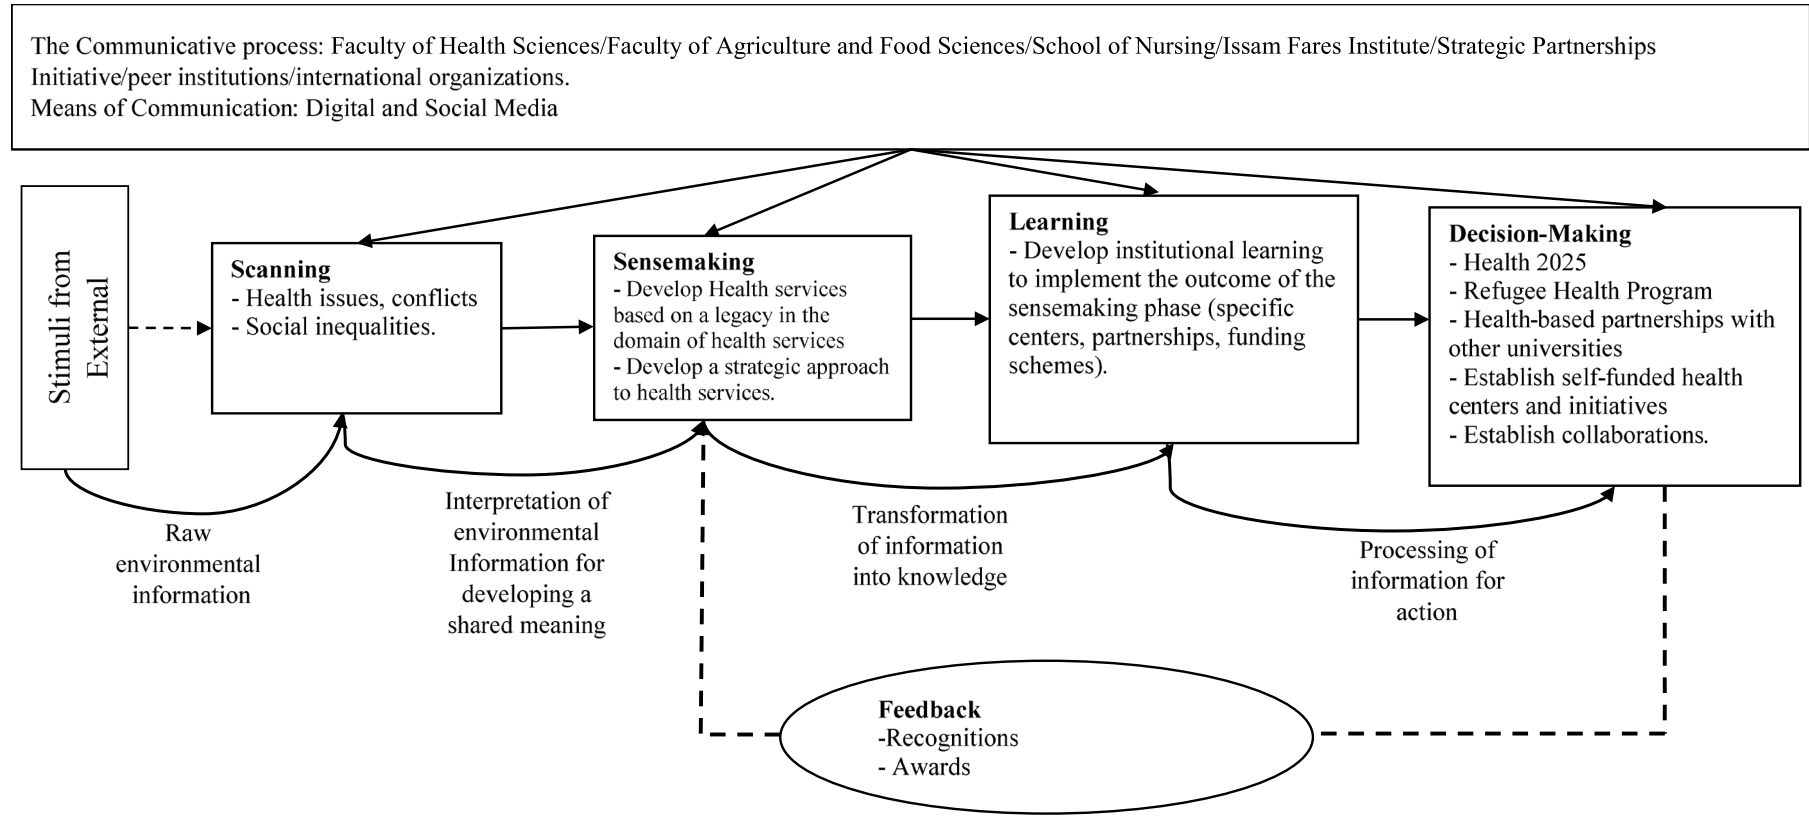 The Communicative process: Faculty of Health Sciences/Faculty of Agriculture and Food Sciences/School of Nursing/Issam Fares Institute/Strategic Partnerships
Initiative/peer institutions/international organizations.
Means of Communication: Digital and Social Media
Stimuli from
External
Scanning
- Health issues, conflicts
- Social inequalities.
Sensemaking
- Develop Health services
based on a legacy in the
domain of health services
- Develop a strategic approach
to health services.
Learning
- Develop institutional learning
to implement the outcome of the
sensemaking phase (specific
centers, partnerships, funding
schemes).
Decision-Making
- Health 2025
- Refugee Health Program
- Health-based partnerships with
other universities
- Establish self-funded health
centers and initiatives
- Establish collaborations.
Raw
environmental
information
Interpretation of
environmental
Information for
developing a
shared meaning
Transformation
of information
into knowledge
Processing of
information for
action
Feedback
-Recognitions
- Awards